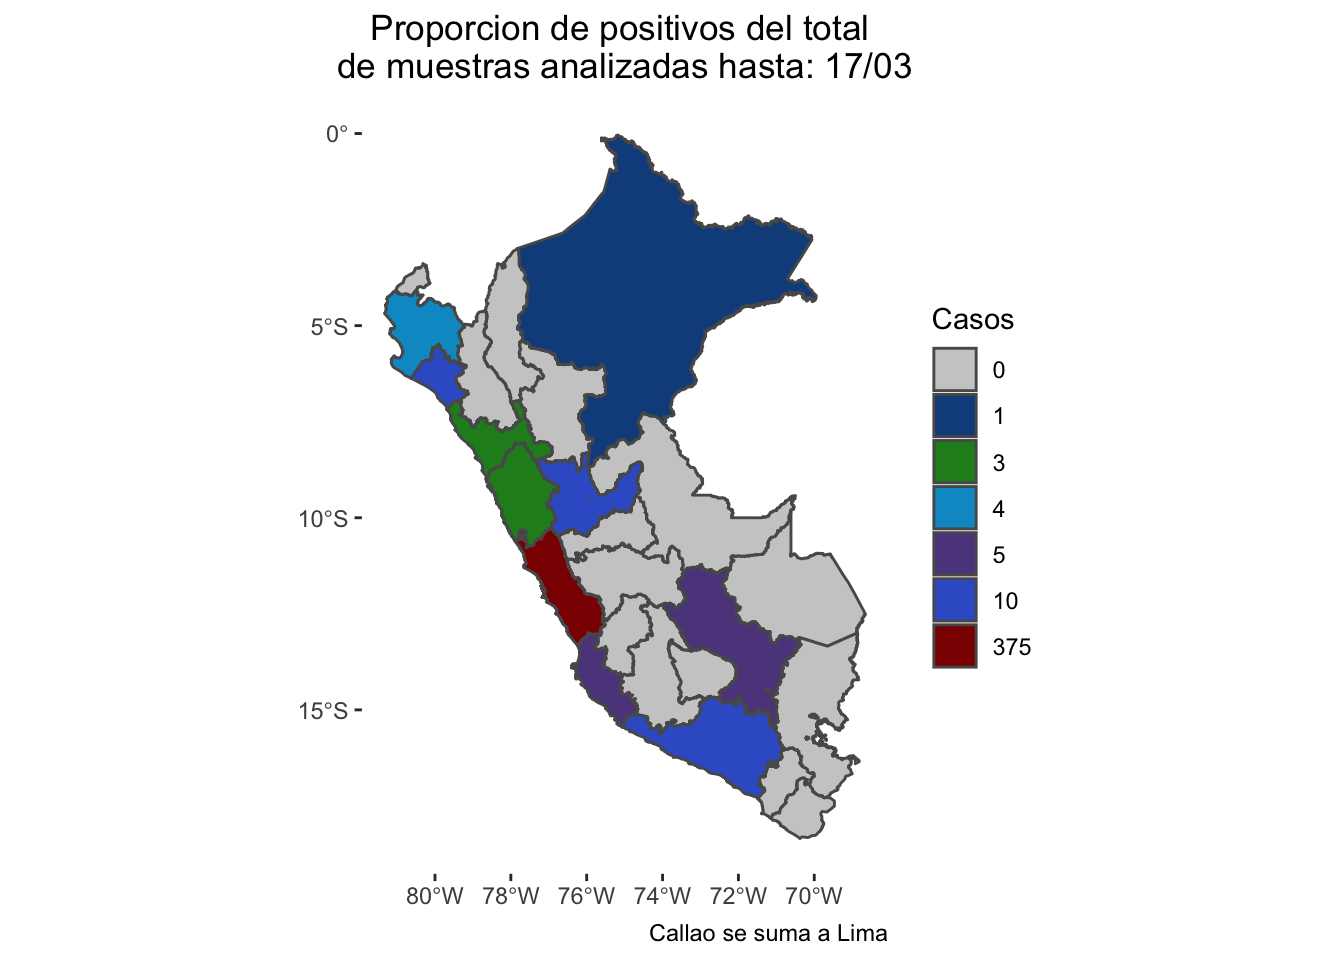 Proporcion de positivos del total
de muestras analizadas hasta: 17/03
0°
5°S
10°S
15°S
80°W 78°W 76°W 74°W 72°W 70°W
Casos
0
1
3
4
5
10
375
Callao se suma a Lima